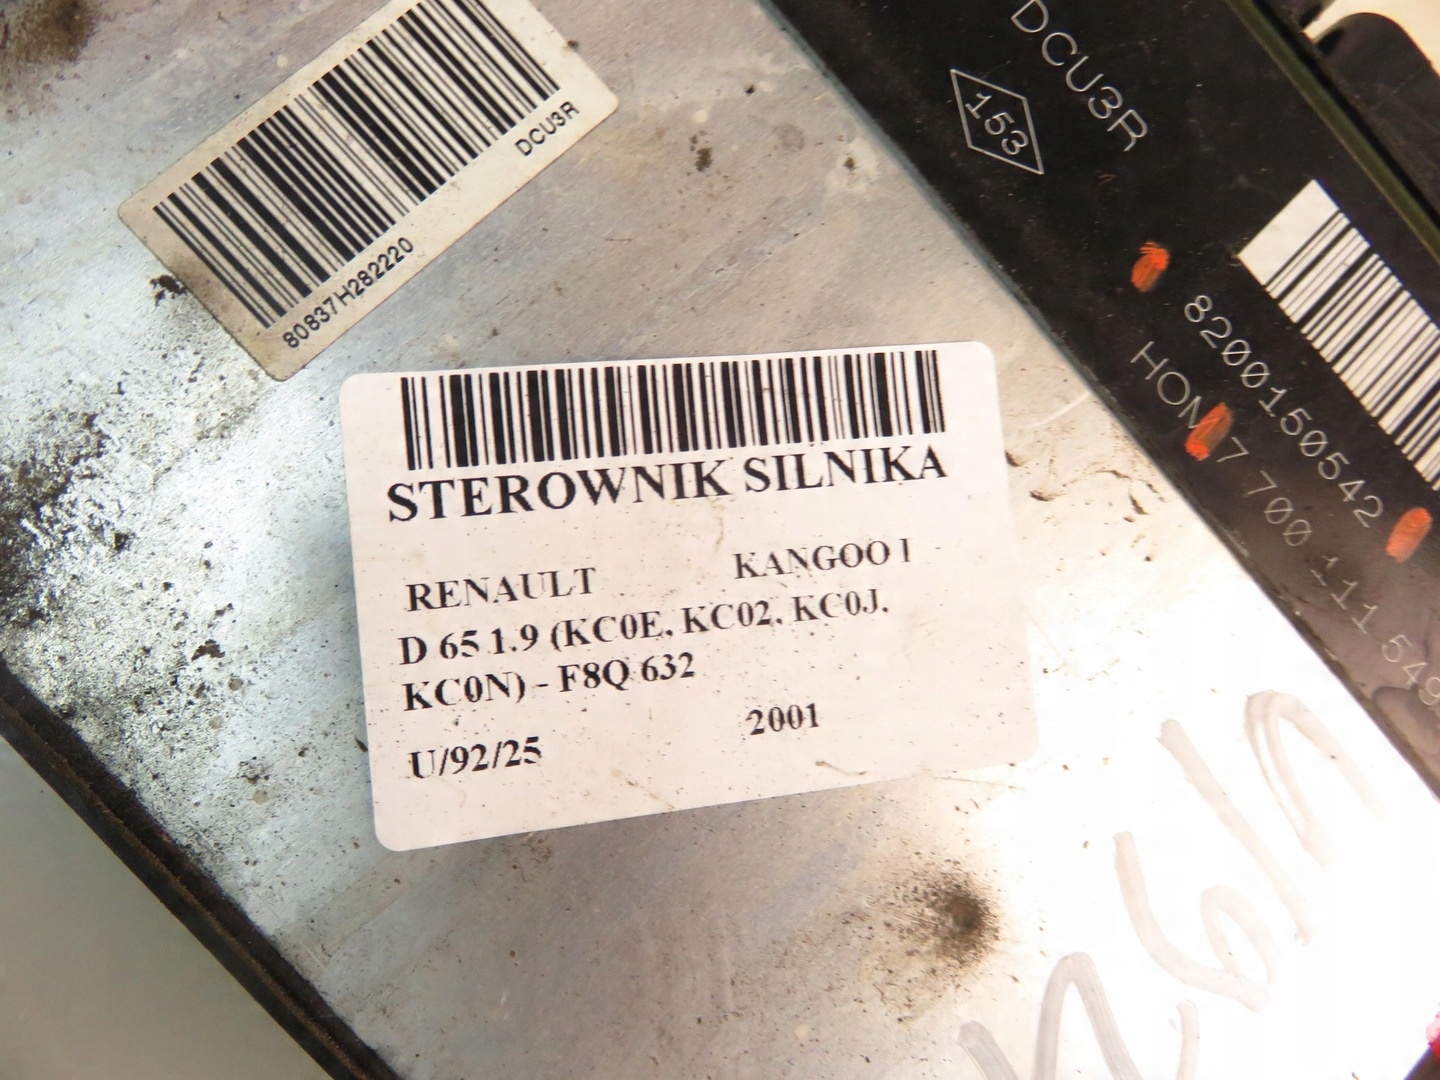 DCU3R
80837H282220
DCU3R
153
8200150542
HOM 7 700 111 549
STEROWNIK SILNIKA
RENAULT KANGOO I
D 65 1.9 (KC0E, KC02, KC0J,
KC0N) - F8Q 632
U/92/25 2001